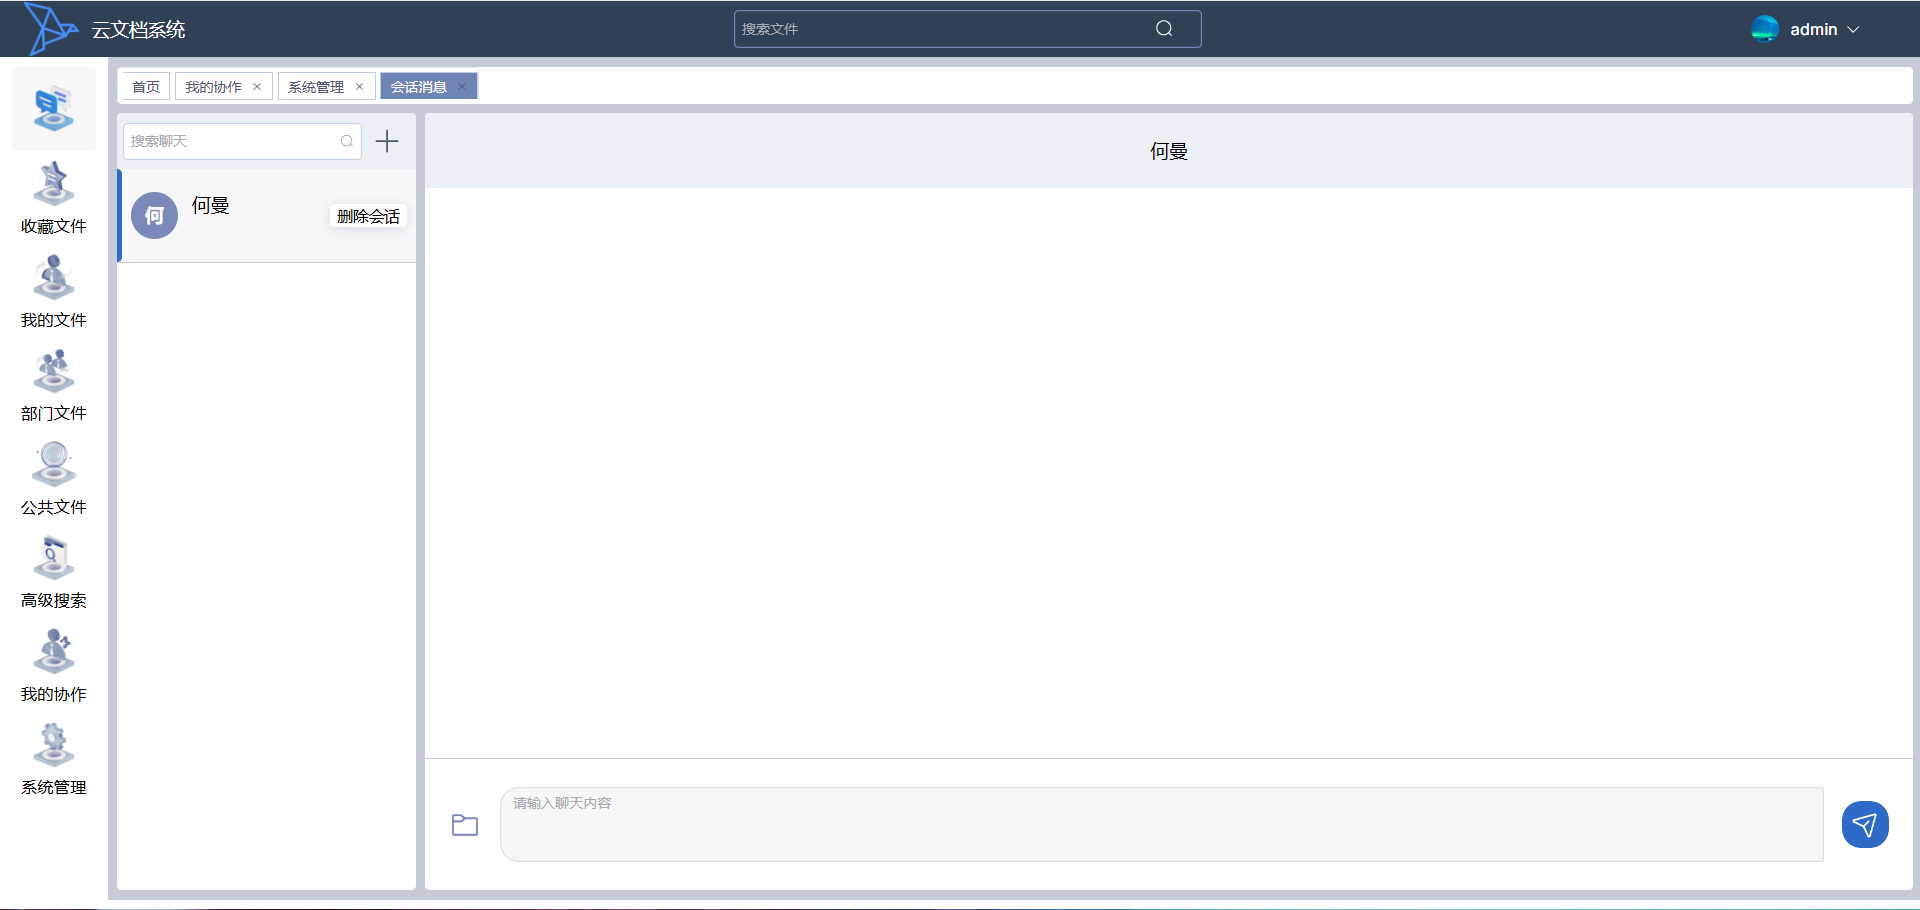 云文档系统
搜索文件
admin
首页
我的协作
系统管理
会话消息
搜索聊天
何
何曼
删除会话
何曼
收藏文件
我的文件
部门文件
公共文件
高级搜索
我的协作
系统管理
请输入聊天内容